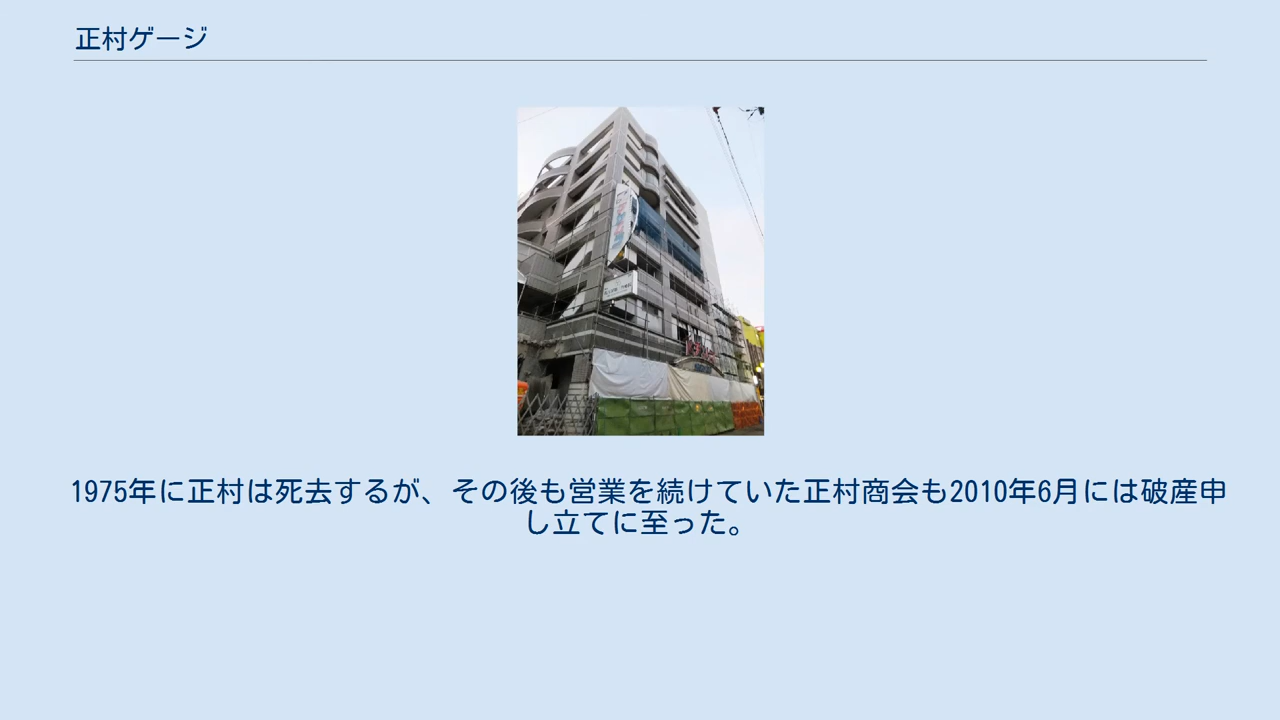 正村ゲージ
1975年に正村は死去するが、その後も営業を続けていた正村商会も2010年6月には破産申
し立てに至った。